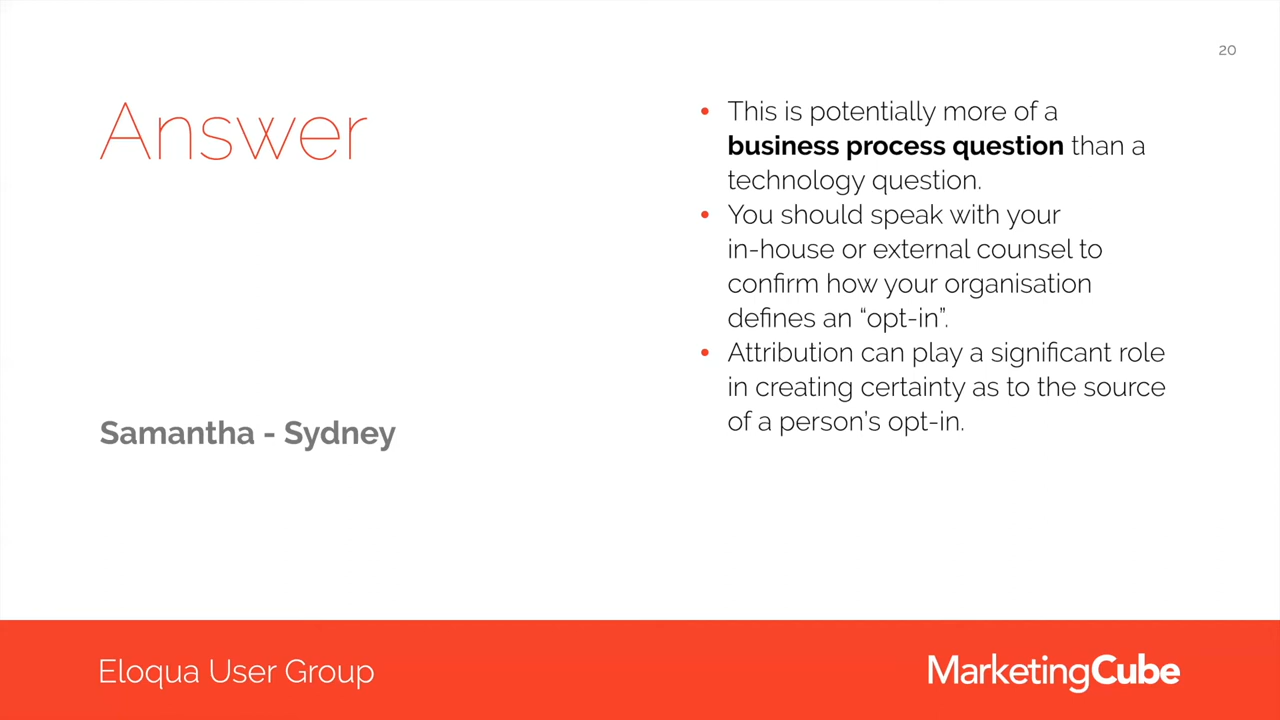 20
Answer
• This is potentially more of a
business process question than a
technology question.
• You should speak with your
in-house or external counsel to
confirm how your organisation
defines an “opt-in”.
• Attribution can play a significant role
in creating certainty as to the source
of a person’s opt-in.
Samantha - Sydney
Eloqua User Group
MarketingCube